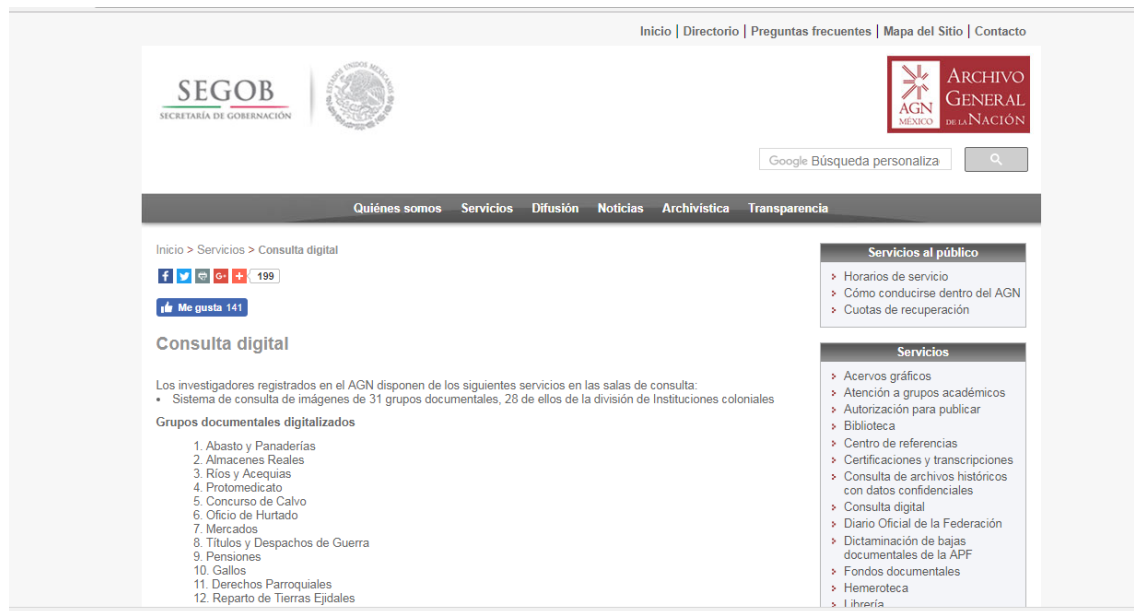 Inicio | Directorio | Preguntas frecuentes | Mapa del Sitio | Contacto
SEGOB
SECRETARÍA DE GOBERNACIÓN
ESTADOS UNIDOS MEXICANOS
AGN
MÉXICO
ARCHIVO
GENERAL
DE LA NACIÓN
Google Búsqueda personaliza
Quiénes somos Servicios Difusión Noticias Archivística Transparencia
Inicio > Servicios > Consulta digital
199
Me gusta 141
Consulta digital
Los investigadores registrados en el AGN disponen de los siguientes servicios en las salas de consulta:
• Sistema de consulta de imágenes de 31 grupos documentales, 28 de ellos de la división de Instituciones coloniales
Grupos documentales digitalizados
1. Abasto y Panaderías
2. Almacenes Reales
3. Ríos y Acequias
4. Protomedicato
5. Concurso de Calvo
6. Oficio de Hurtado
7. Mercados
8. Títulos y Despachos de Guerra
9. Pensiones
10. Gallos
11. Derechos Parroquiales
12. Reparto de Tierras Ejidales
Servicios al público
Horarios de servicio
Cómo conducirse dentro del AGN
Cuotas de recuperación
Servicios
Acervos gráficos
Atención a grupos académicos
Autorización para publicar
Biblioteca
Centro de referencias
Certificaciones y transcripciones
Consulta de archivos históricos
con datos confidenciales
Consulta digital
Diario Oficial de la Federación
Dictaminación de bajas
documentales de la APF
Fondos documentales
Hemeroteca
Librería